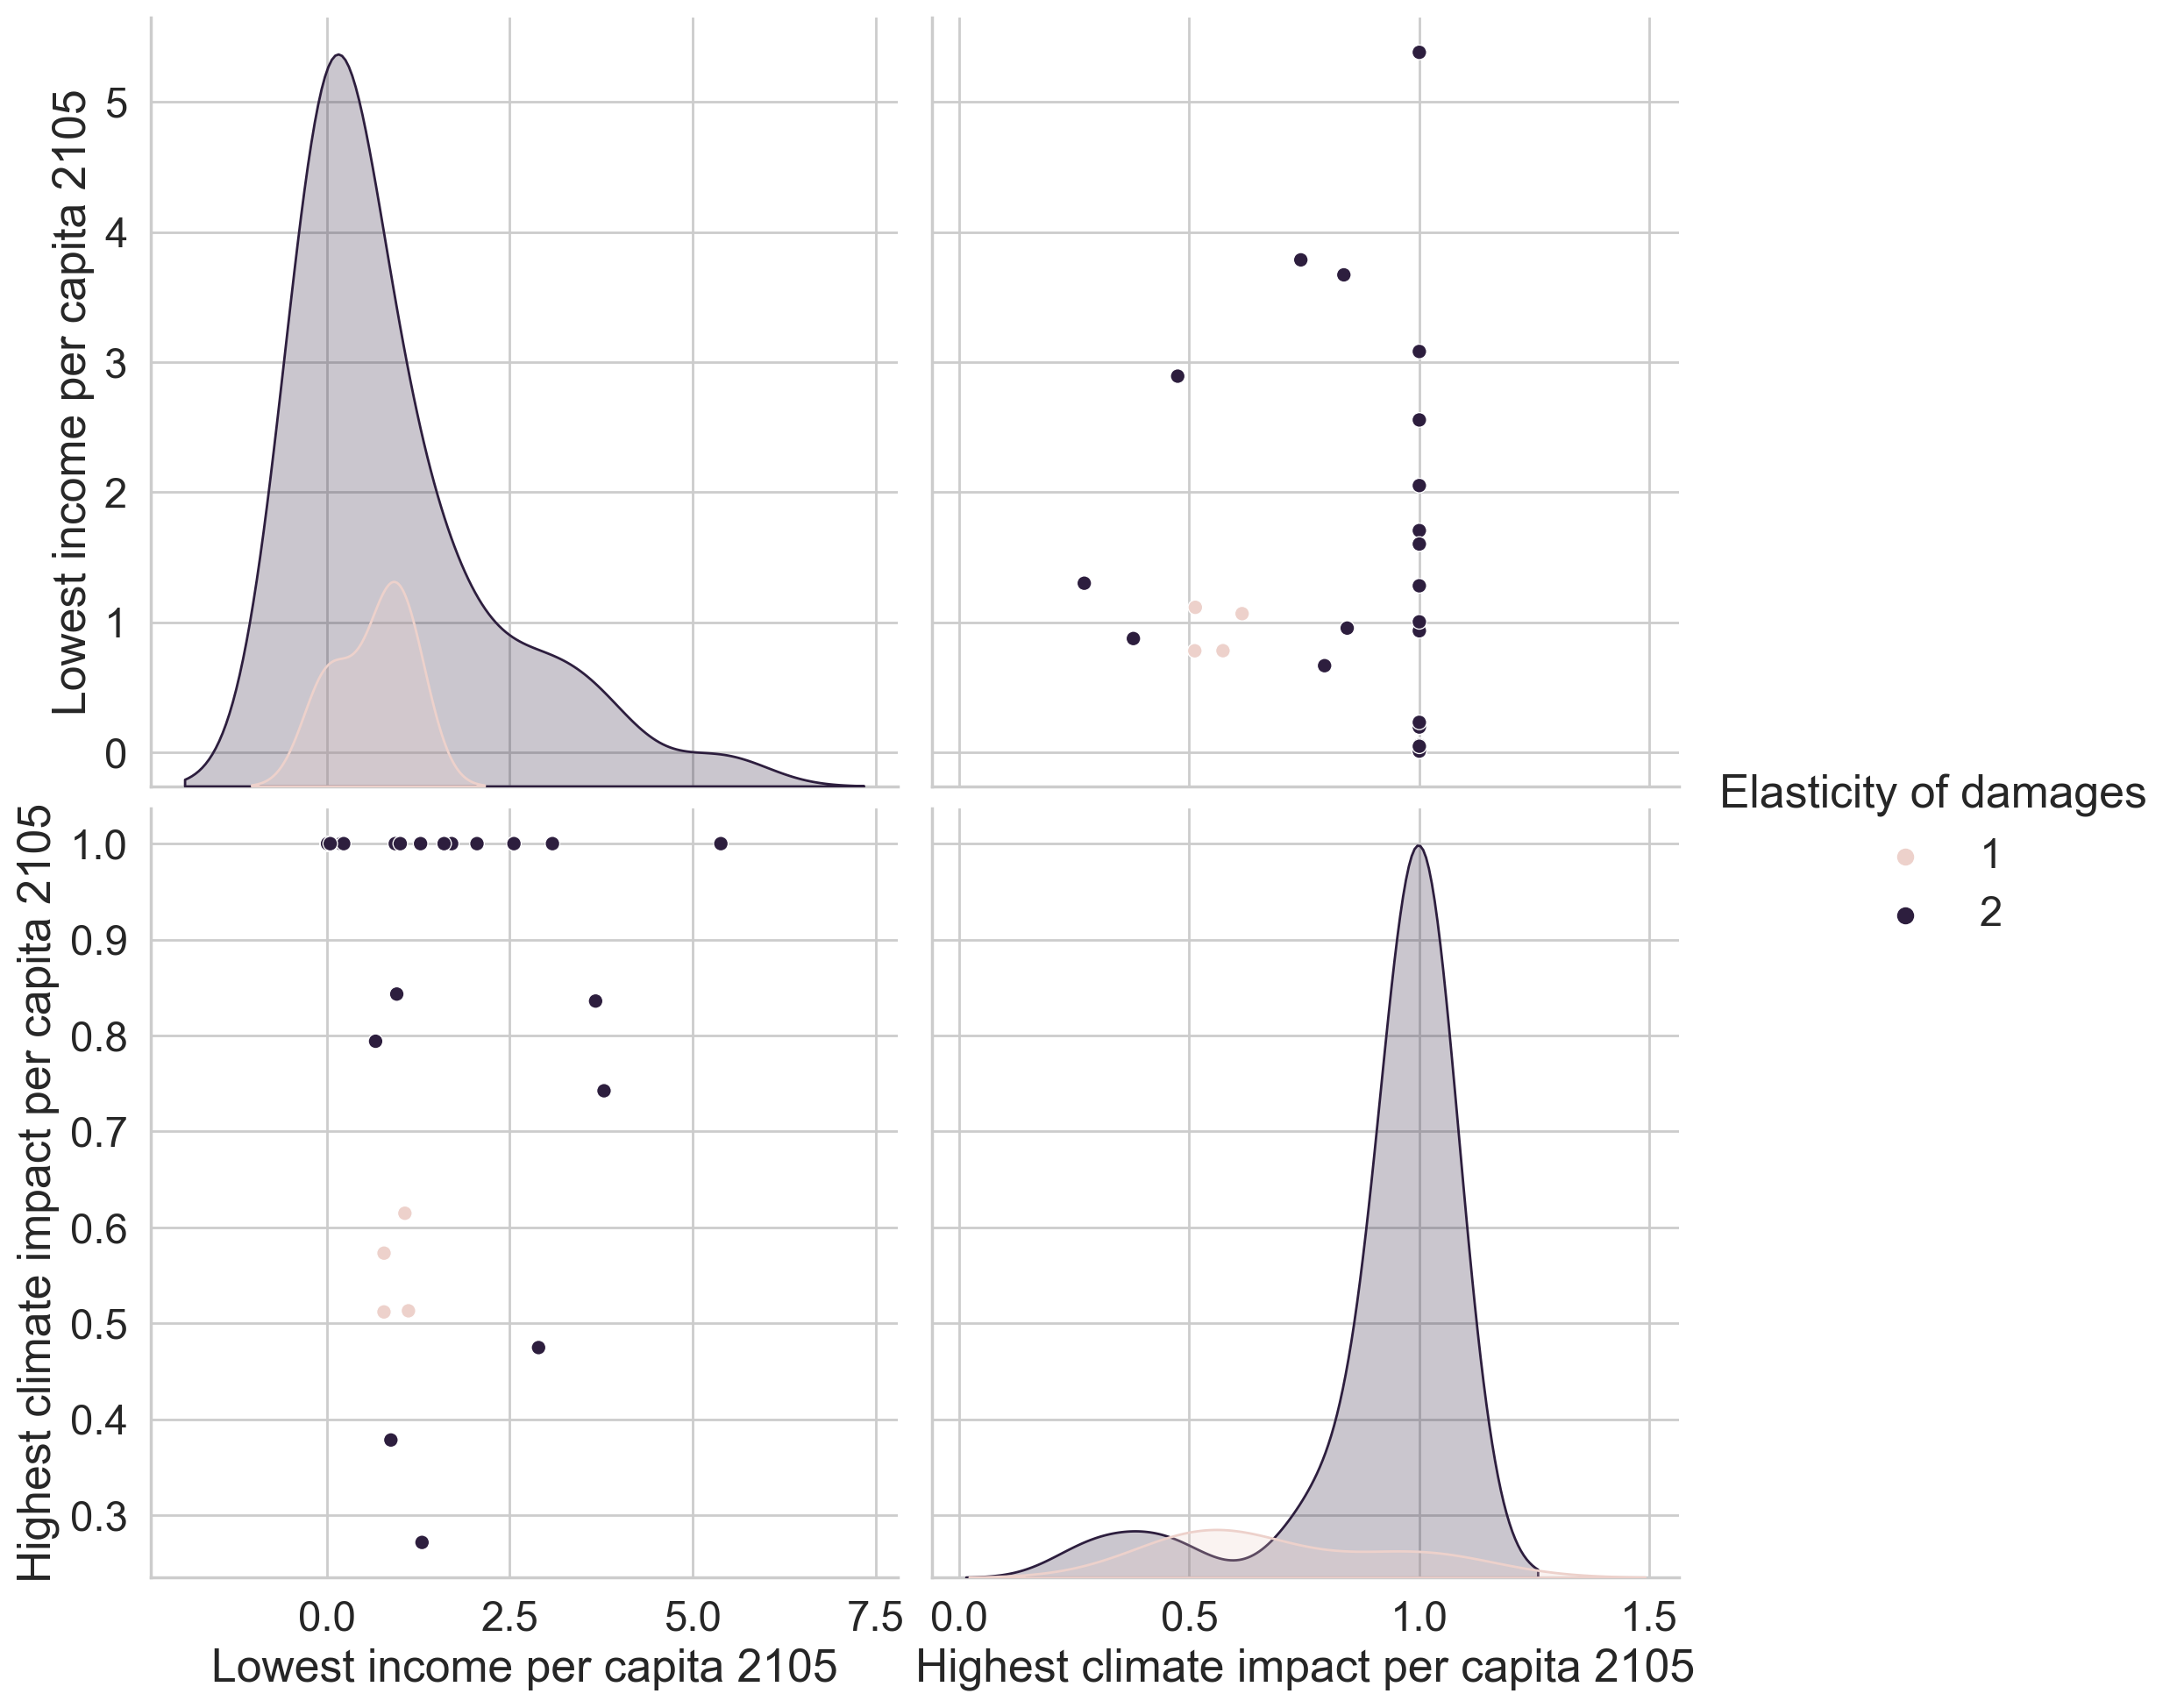 Lowest income per capita 2105
5
4
3
2
1
0
Highest climate impact per capita 2105
1.0
0.9
0.8
0.7
0.6
0.5
0.4
0.3
0.0 2.5 5.0 7.5
Lowest income per capita 2105
0.0 0.5 1.0 1.5
Highest climate impact per capita 2105
Elasticity of damages
1
2